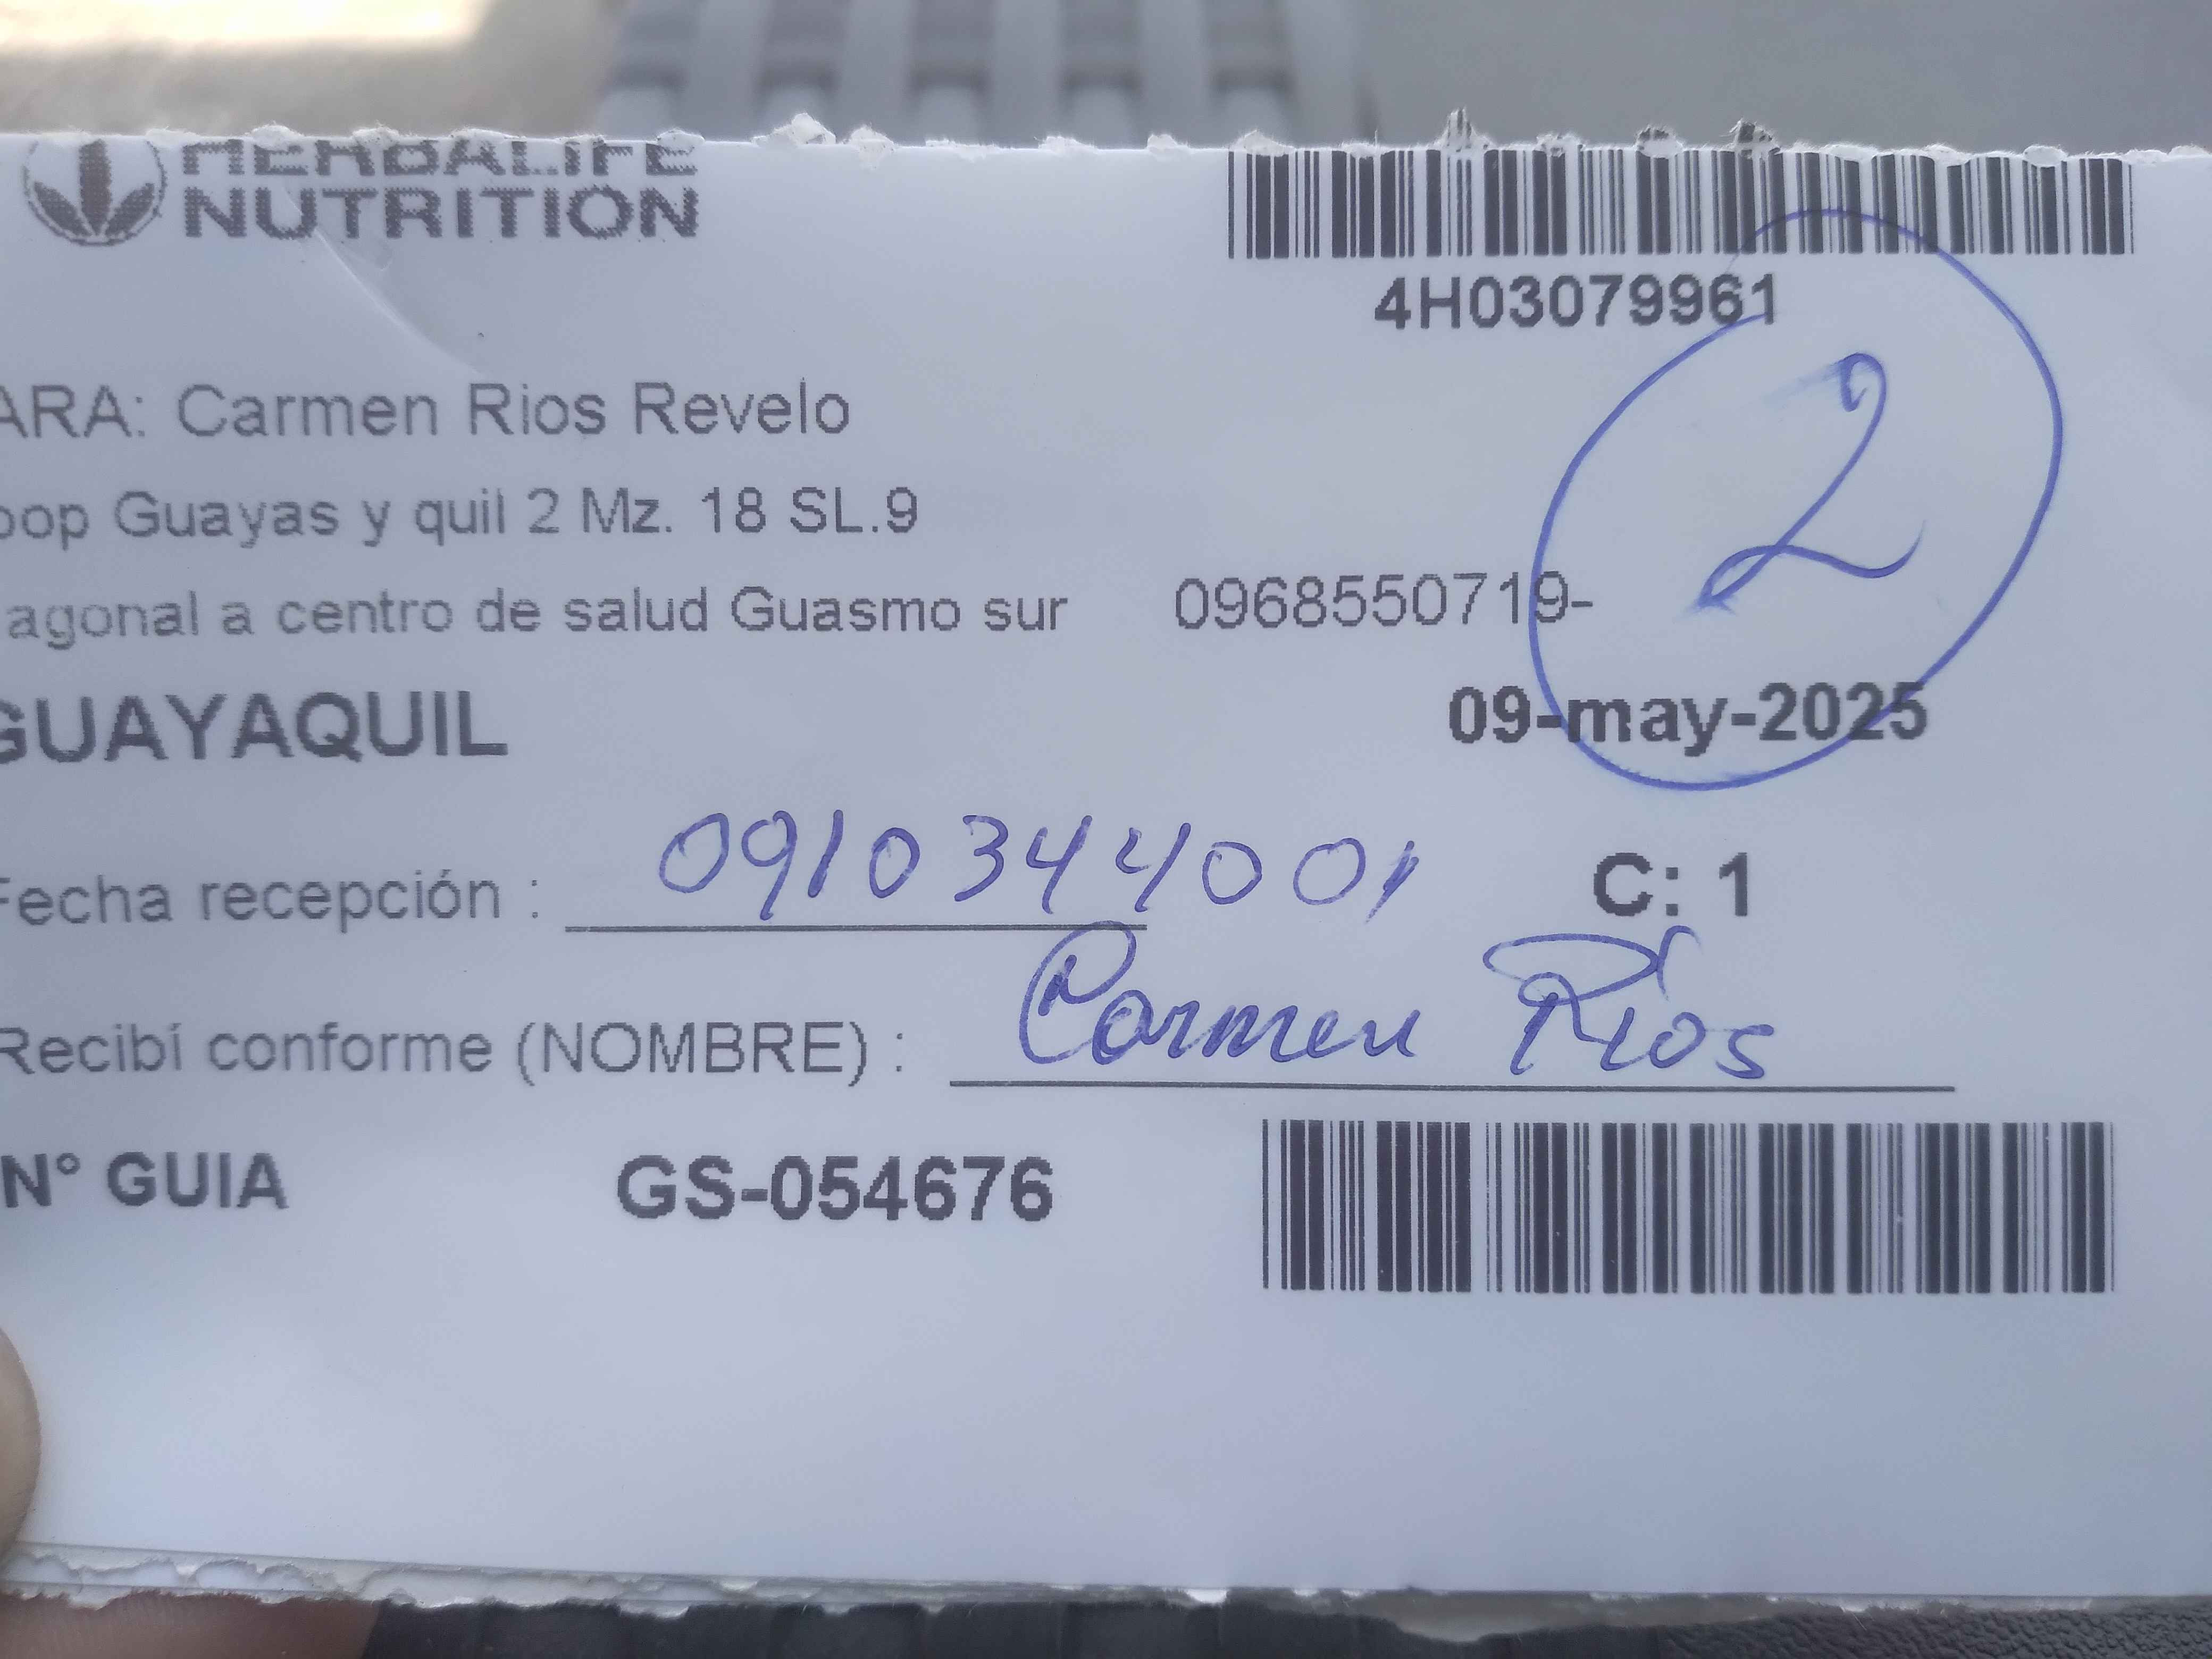 HERBALIFE
NUTRITION
4H03079961
ARA: Carmen Rios Revelo
2
oop Guayas y quil 2 Mz. 18 SL.9
agonal a centro de salud Guasmo sur 0968550719-
GUAYAQUIL 09-may-2025
Fecha recepción : 0910344001 C: 1
Recibí conforme (NOMBRE) : Carmen Rios
N° GUIA GS-054676